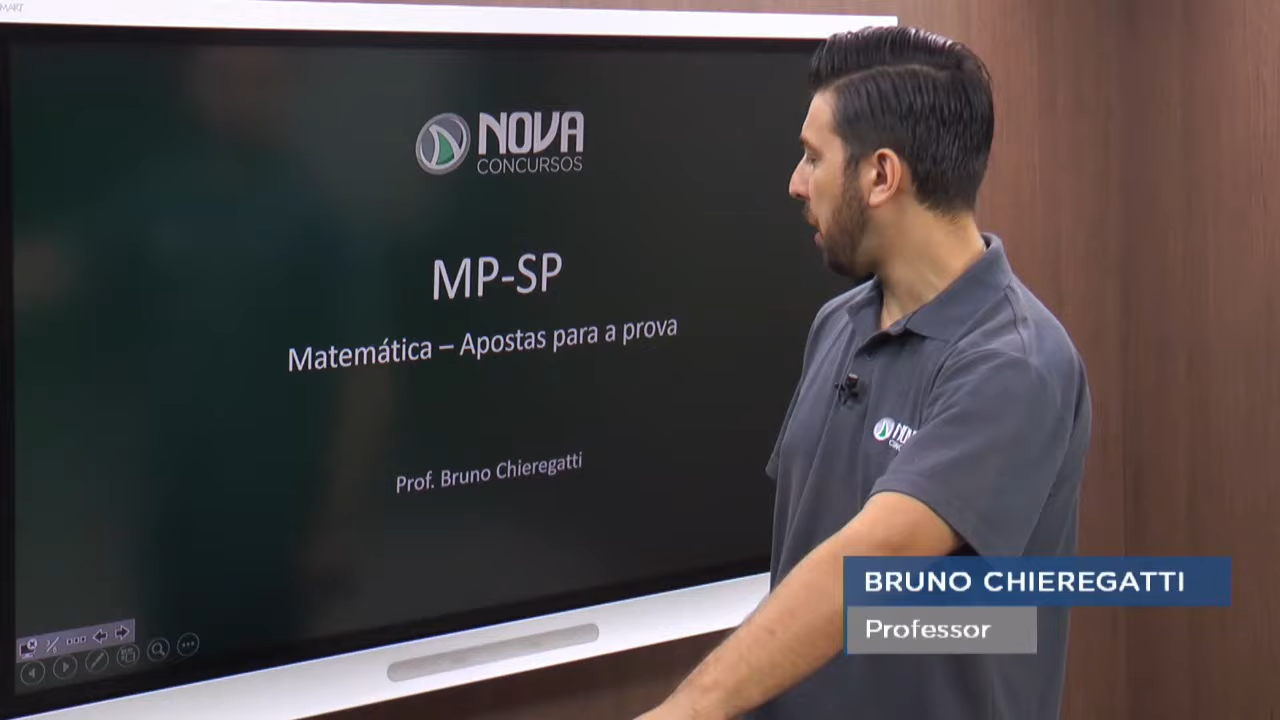 NOVA
CONCURSOS
MP-SP
Matemática – Apostas para a prova
Prof. Bruno Chieregatti
BRUNO CHIEREGATTI
Professor